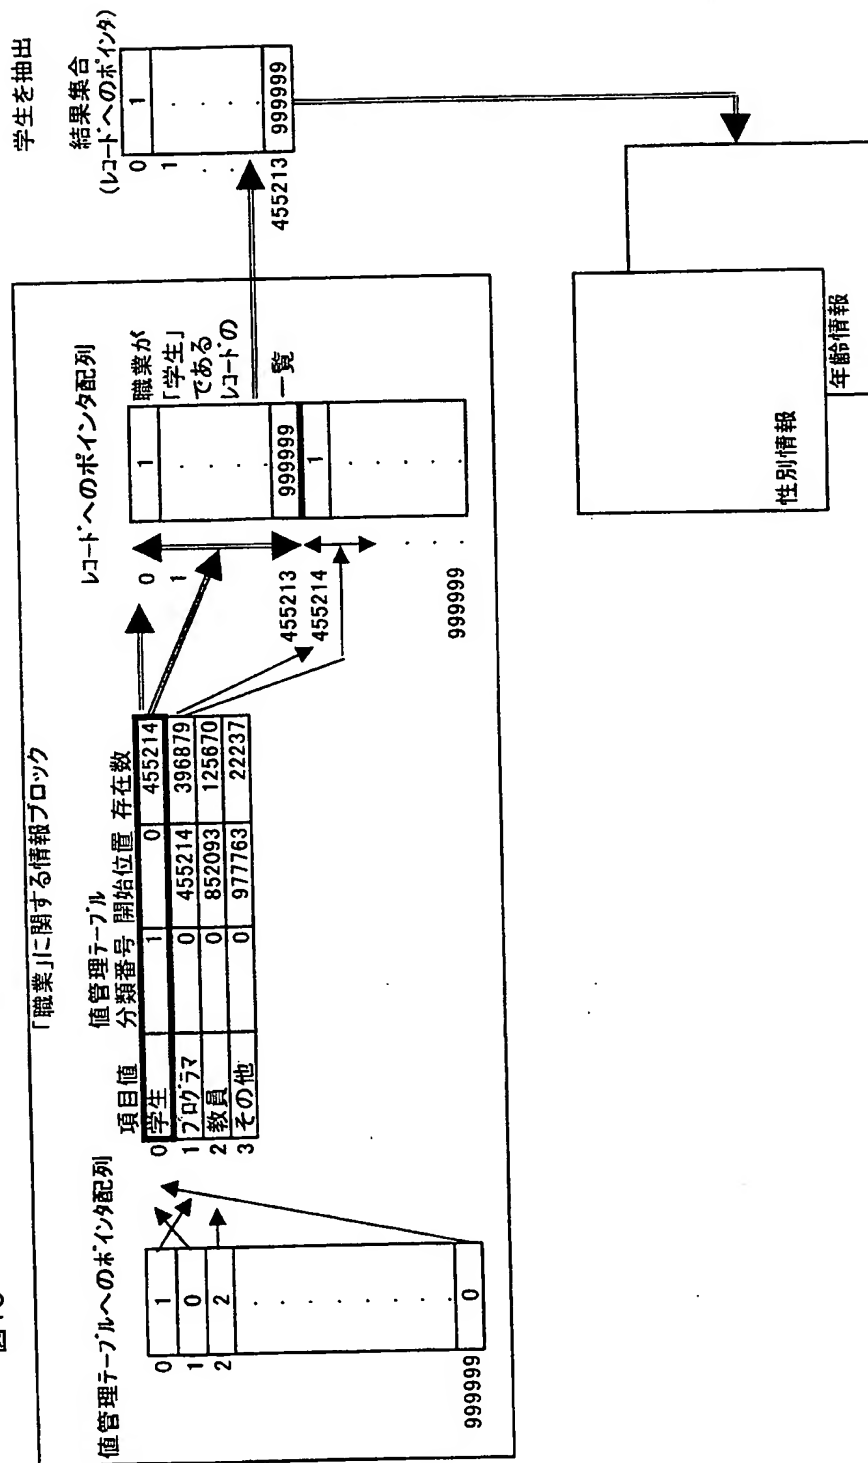 学生を抽出
「職業」に関する情報ブロック
値管理テーブルへのポインタ配列
0 1
1 0
2 2
999999 0
値管理テーブル
項目値 分類番号 開始位置 存在数
0 学生 1 0 455214
1 プログラマ 0 455214 396879
2 教員 0 852093 125670
3 その他 0 977763 22237
レコードへのポインタ配列
0 1
1
455213 999999
455214 1
999999
職業が
「学生」
である
レコードの
一覧
結果集合
(レコードへのポインタ)
0 1
1
455213 999999
性別情報
年齢情報